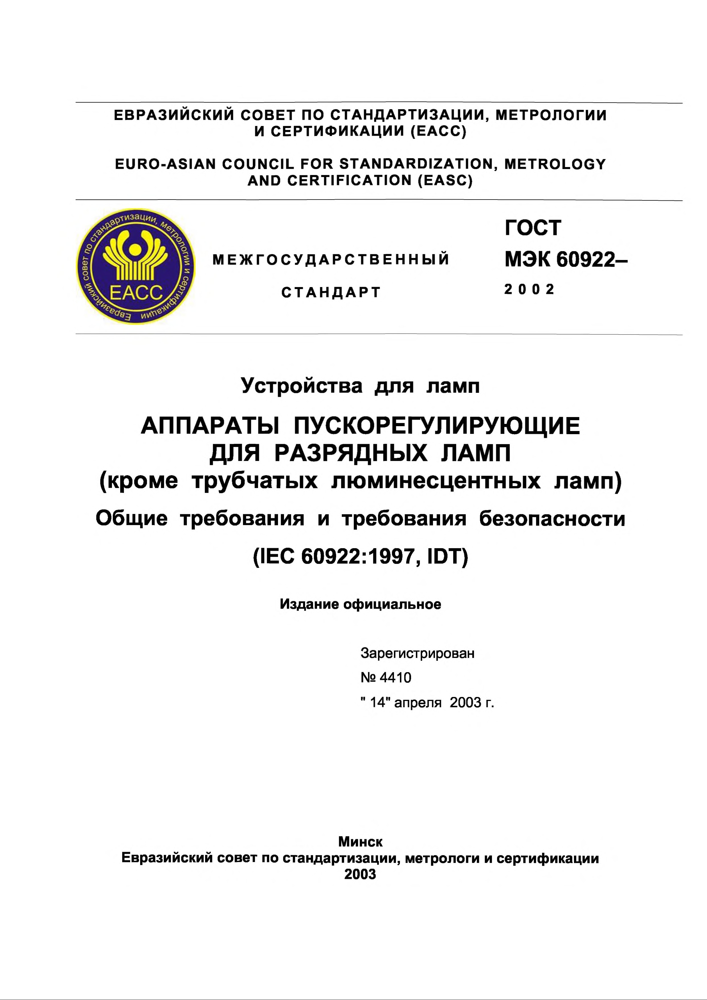 ЕВРАЗИЙСКИЙ СОВЕТ ПО СТАНДАРТИЗАЦИИ, МЕТРОЛОГИИ
И СЕРТИФИКАЦИИ (ЕАСС)
EURO-ASIAN COUNCIL FOR STANDARDIZATION, METROLOGY
AND CERTIFICATION (EASC)
Евразийский совет по стандартизации, метрологии и сертификации
ЕАСС
МЕЖГОСУДАРСТВЕННЫЙ
СТАНДАРТ
ГОСТ
МЭК 60922–
2002
Устройства для ламп
АППАРАТЫ ПУСКОРЕГУЛИРУЮЩИЕ
ДЛЯ РАЗРЯДНЫХ ЛАМП
(кроме трубчатых люминесцентных ламп)
Общие требования и требования безопасности
(IEC 60922:1997, IDT)
Издание официальное
Зарегистрирован
№ 4410
" 14" апреля 2003 г.
Минск
Евразийский совет по стандартизации, метрологи и сертификации
2003